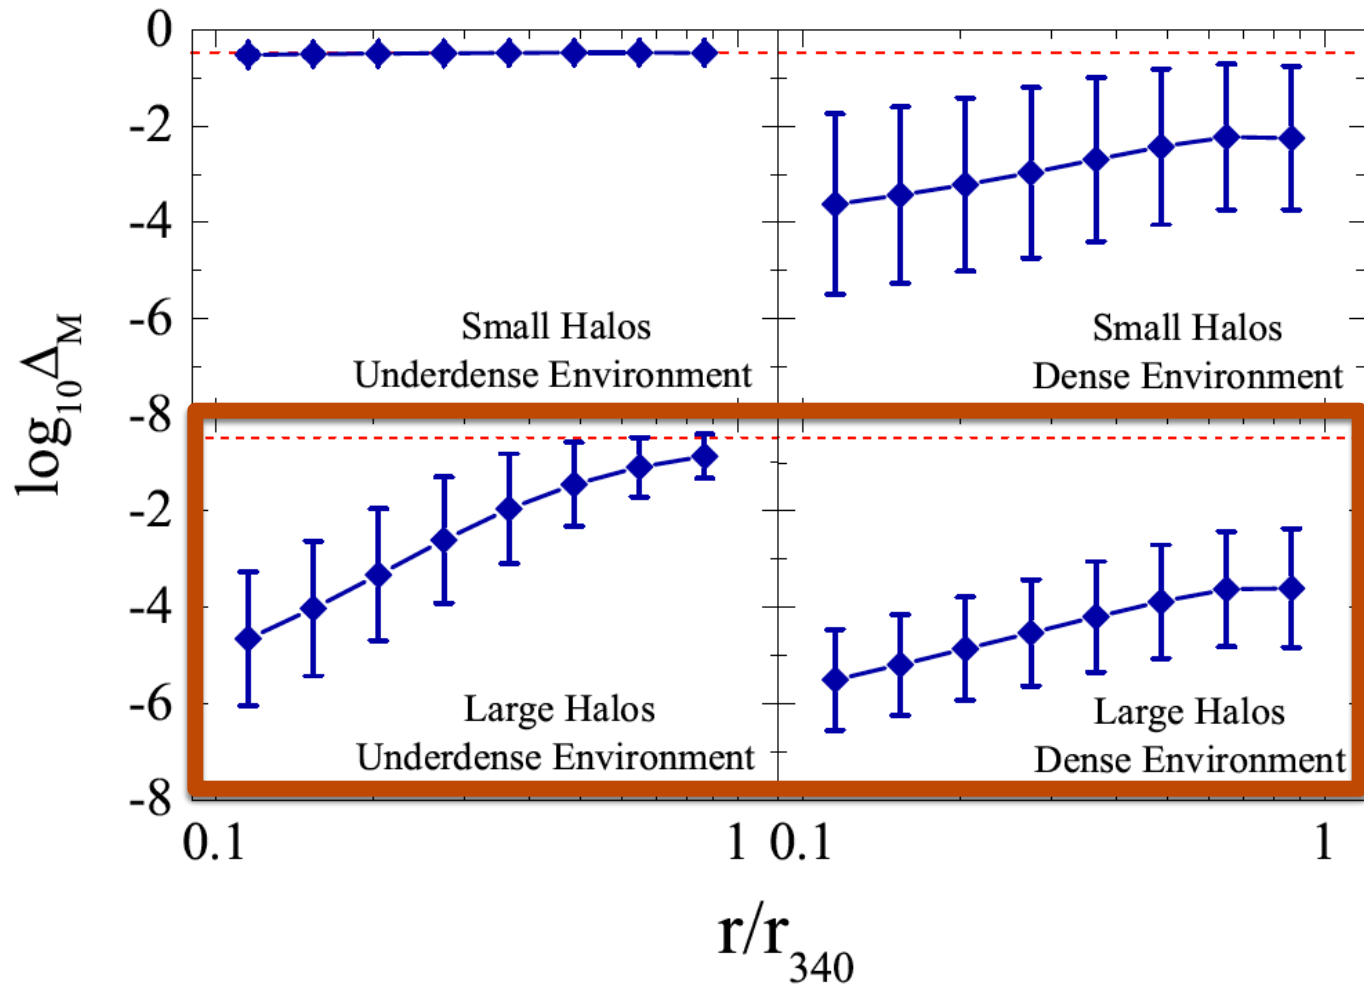 0
-2
-4
-6
-8
-2
-4
-6
-8
log₁₀Δ_M
Small Halos
Underdense Environment
Small Halos
Dense Environment
Large Halos
Underdense Environment
Large Halos
Dense Environment
0.1 1 0.1 1
r/r₃₄₀